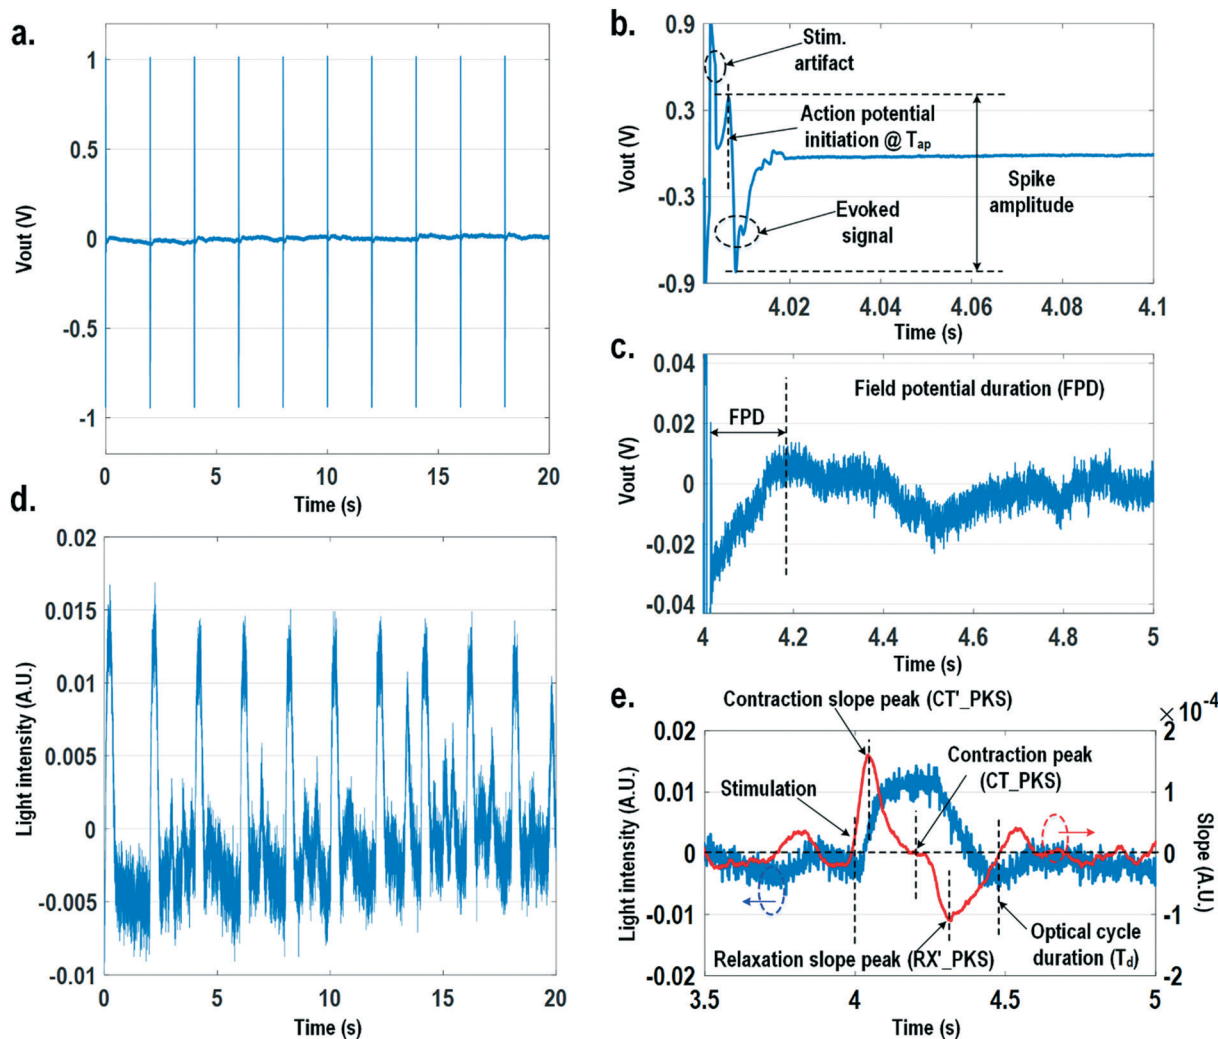 a.
1
0.5
0
-0.5
-1
Vout (V)
0
5
10
15
20
Time (s)
b.
0.9
0.3
-0.3
-0.9
Vout (V)
Stim.
artifact
Action potential
initiation @ Tap
Evoked
signal
Spike
amplitude
4.02
4.04
4.06
4.08
4.1
Time (s)
c.
0.04
0.02
0
-0.02
-0.04
Vout (V)
Field potential duration (FPD)
FPD
4
4.2
4.4
4.6
4.8
5
Time (s)
d.
0.02
0.015
0.01
0.005
0
-0.005
-0.01
Light intensity (A.U.)
0
5
10
15
20
Time (s)
e.
×10-4
0.02
0.01
0
-0.01
-0.02
Light intensity (A.U.)
2
1
0
-1
-2
Slope (A.U.)
Contraction slope peak (CT'_PKS)
Contraction peak
(CT_PKS)
Stimulation
Relaxation slope peak (RX'_PKS)
Optical cycle
duration (Td)
3.5
4
4.5
5
Time (s)